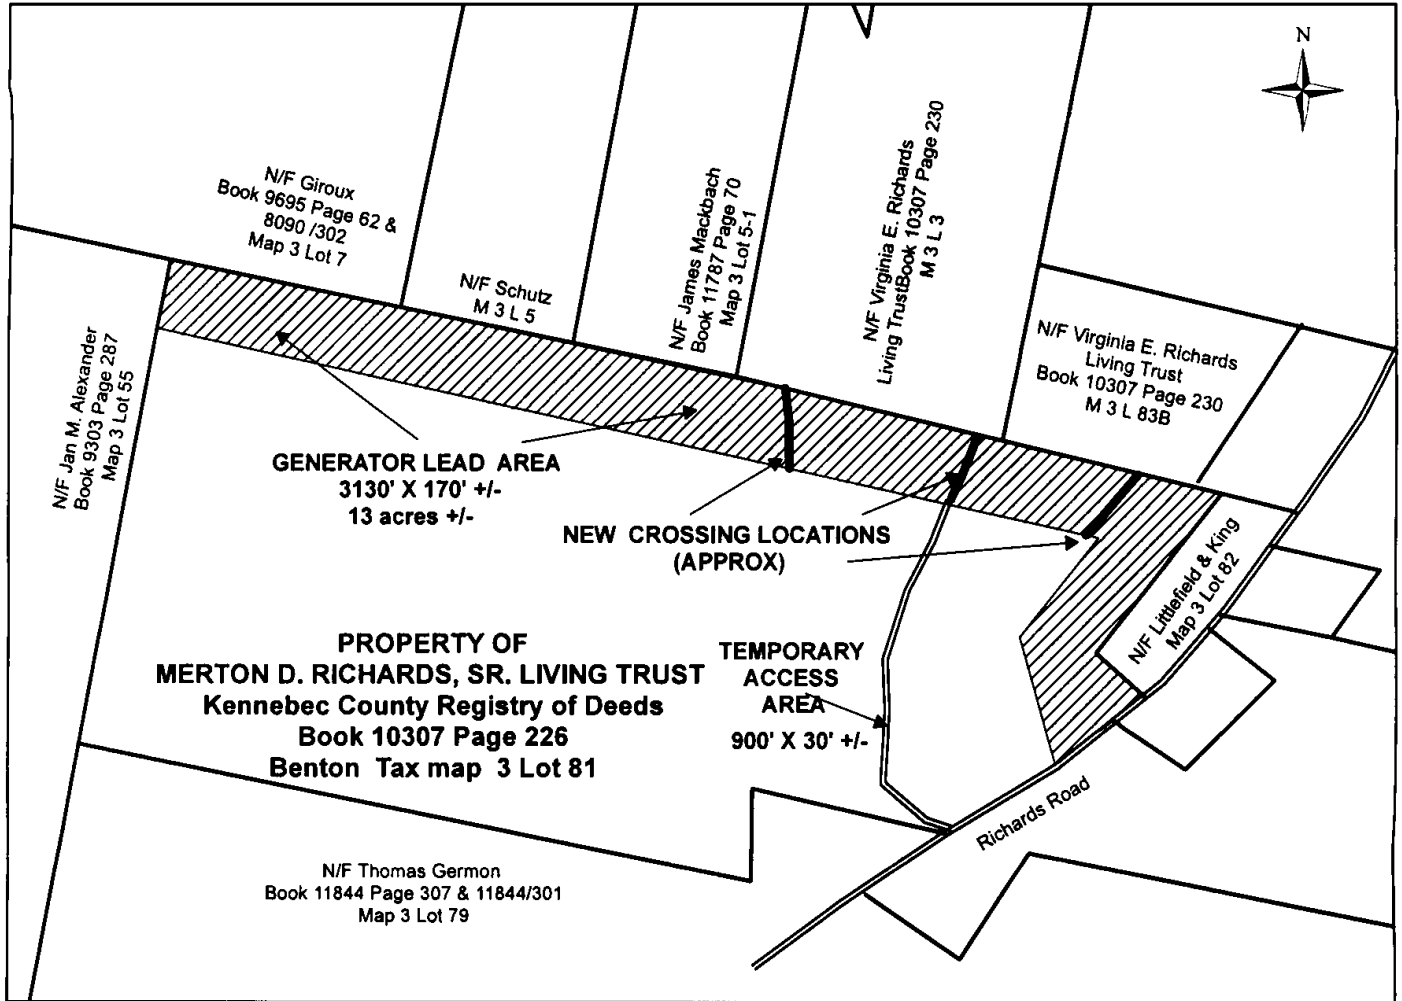 N
N/F Giroux
Book 9695 Page 62 &
8090 /302
Map 3 Lot 7
N/F Schutz
M 3 L 5
N/F James Mackbach
Book 11787 Page 70
Map 3 Lot 5-1
N/F Virginia E. Richards
Living TrustBook 10307 Page 230
M 3 L 3
N/F Virginia E. Richards
Living Trust
Book 10307 Page 230
M 3 L 83B
N/F Jan M. Alexander
Book 9303 Page 287
Map 3 Lot 55
GENERATOR LEAD AREA
3130' X 170' +/-
13 acres +/-
NEW CROSSING LOCATIONS
(APPROX)
N/F Littlefield & King
Map 3 Lot 82
PROPERTY OF
MERTON D. RICHARDS, SR. LIVING TRUST
Kennebec County Registry of Deeds
Book 10307 Page 226
Benton Tax map 3 Lot 81
TEMPORARY
ACCESS
AREA
900' X 30' +/-
Richards Road
N/F Thomas Germon
Book 11844 Page 307 & 11844/301
Map 3 Lot 79